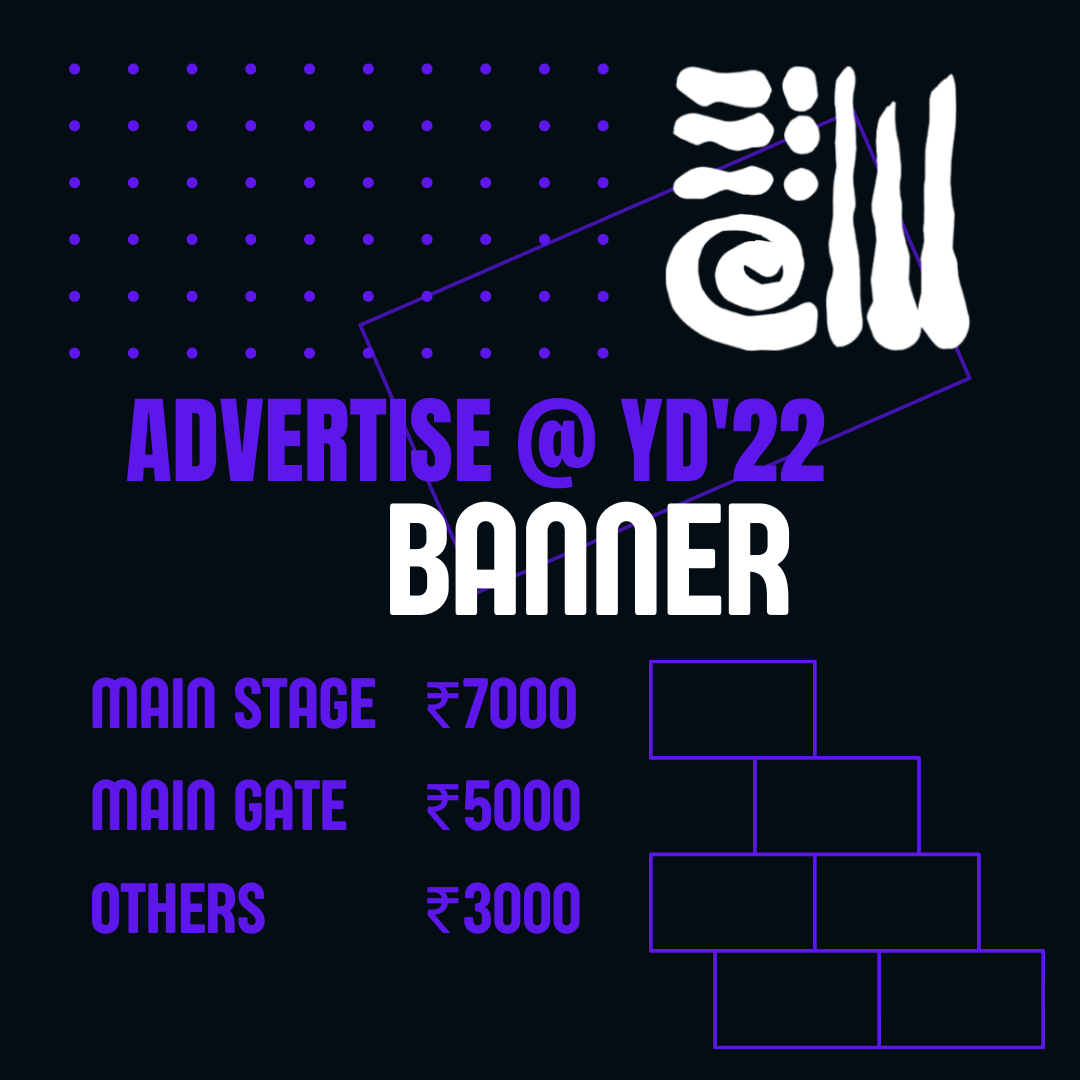 ADVERTISE @ YD'22
BANNER
MAIN STAGE ₹7000
MAIN GATE ₹5000
OTHERS ₹3000